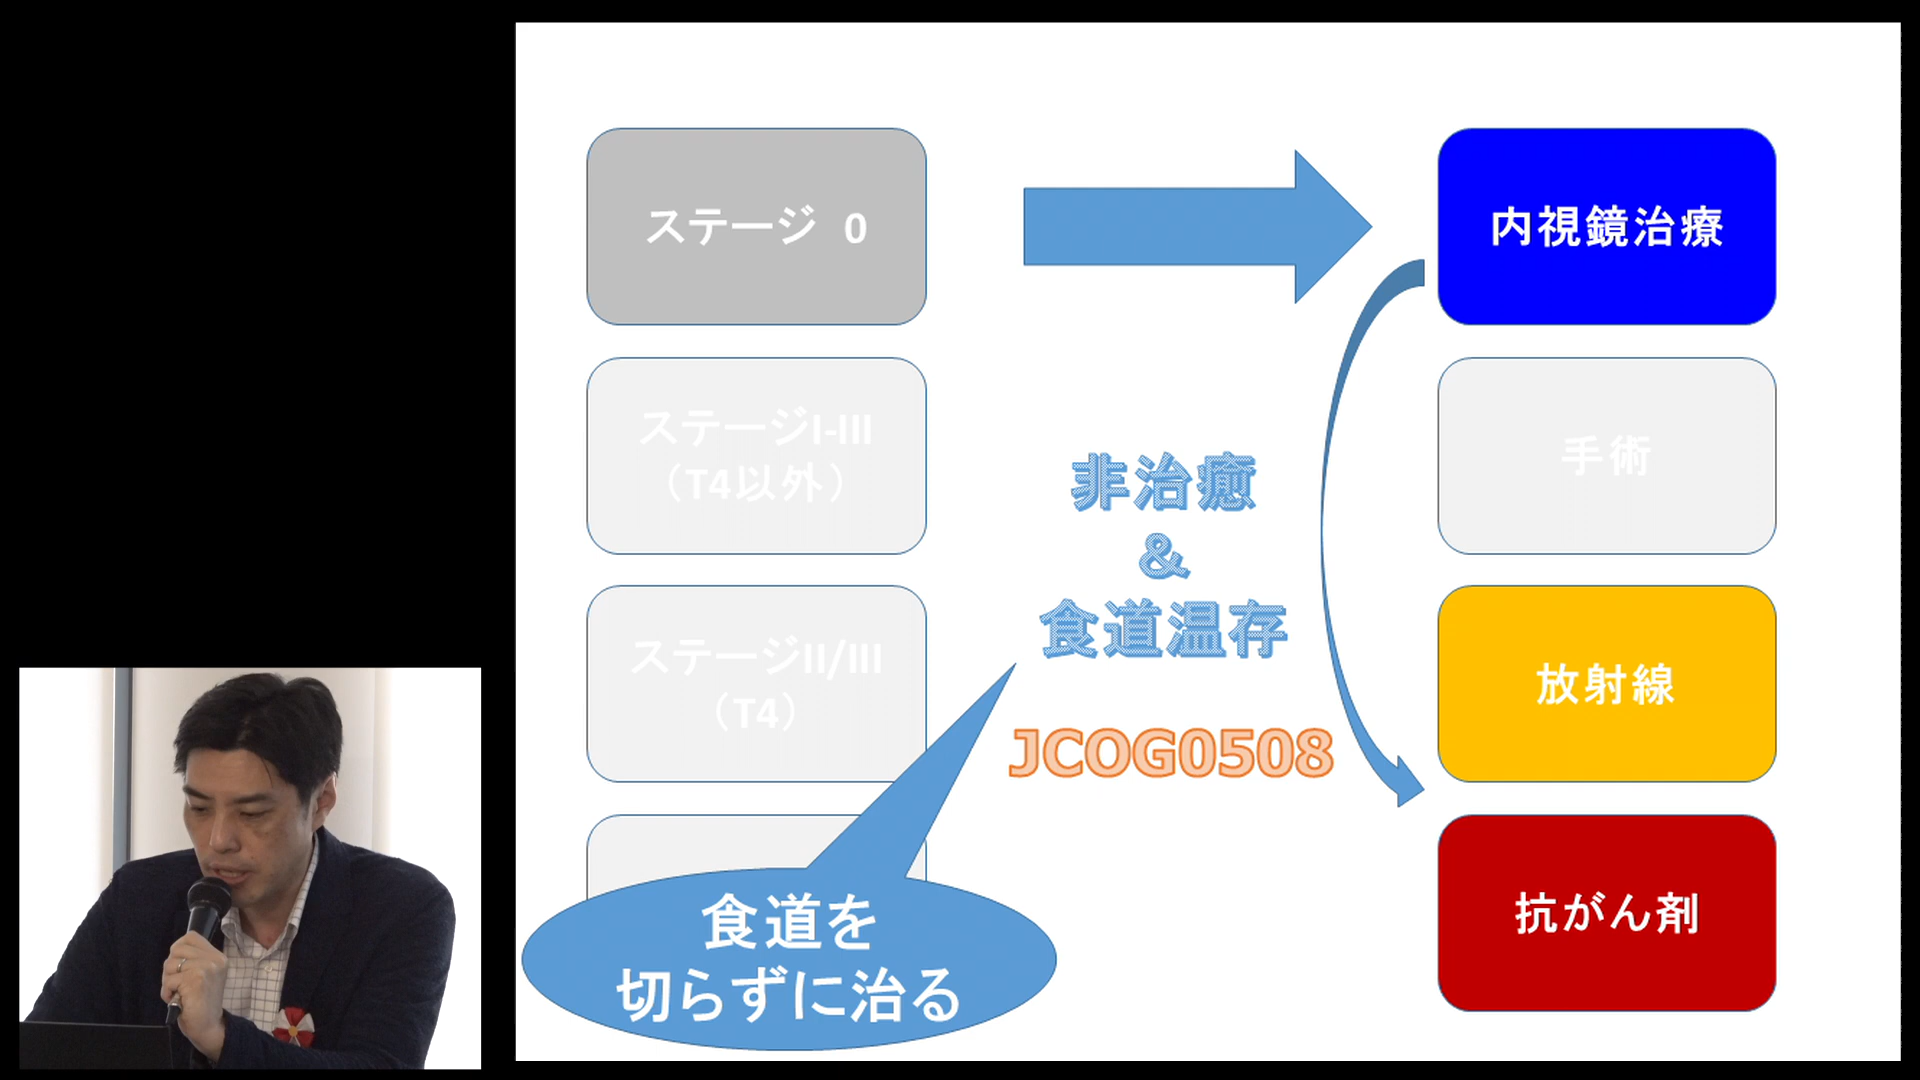 ステージ 0
内視鏡治療
ステージI-III
（T4以外）
手術
非治癒
&
食道温存
ステージII/III
（T4）
放射線
JCOG0508
抗がん剤
食道を
切らずに治る